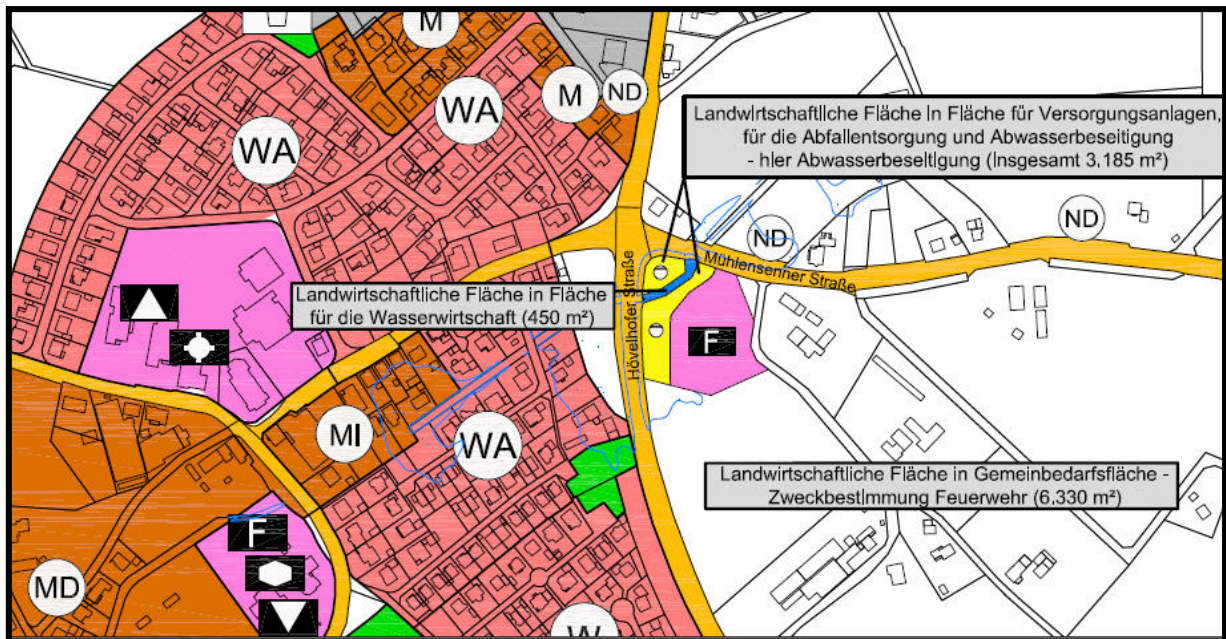 M
WA
M
ND
WA
Landwirtschaftliche Fläche in Fläche für Versorgungsanlagen,
für die Abfallentsorgung und Abwasserbeseitigung
- hier Abwasserbeseitigung (insgesamt 3.185 m²)
ND
ND
Mühlensenner Straße
Landwirtschaftliche Fläche in Fläche
für die Wasserwirtschaft (450 m²)
Hövelhofer Straße
F
MI
WA
Landwirtschaftliche Fläche in Gemeinbedarfsfläche -
Zweckbestimmung Feuerwehr (6.330 m²)
F
MD
W